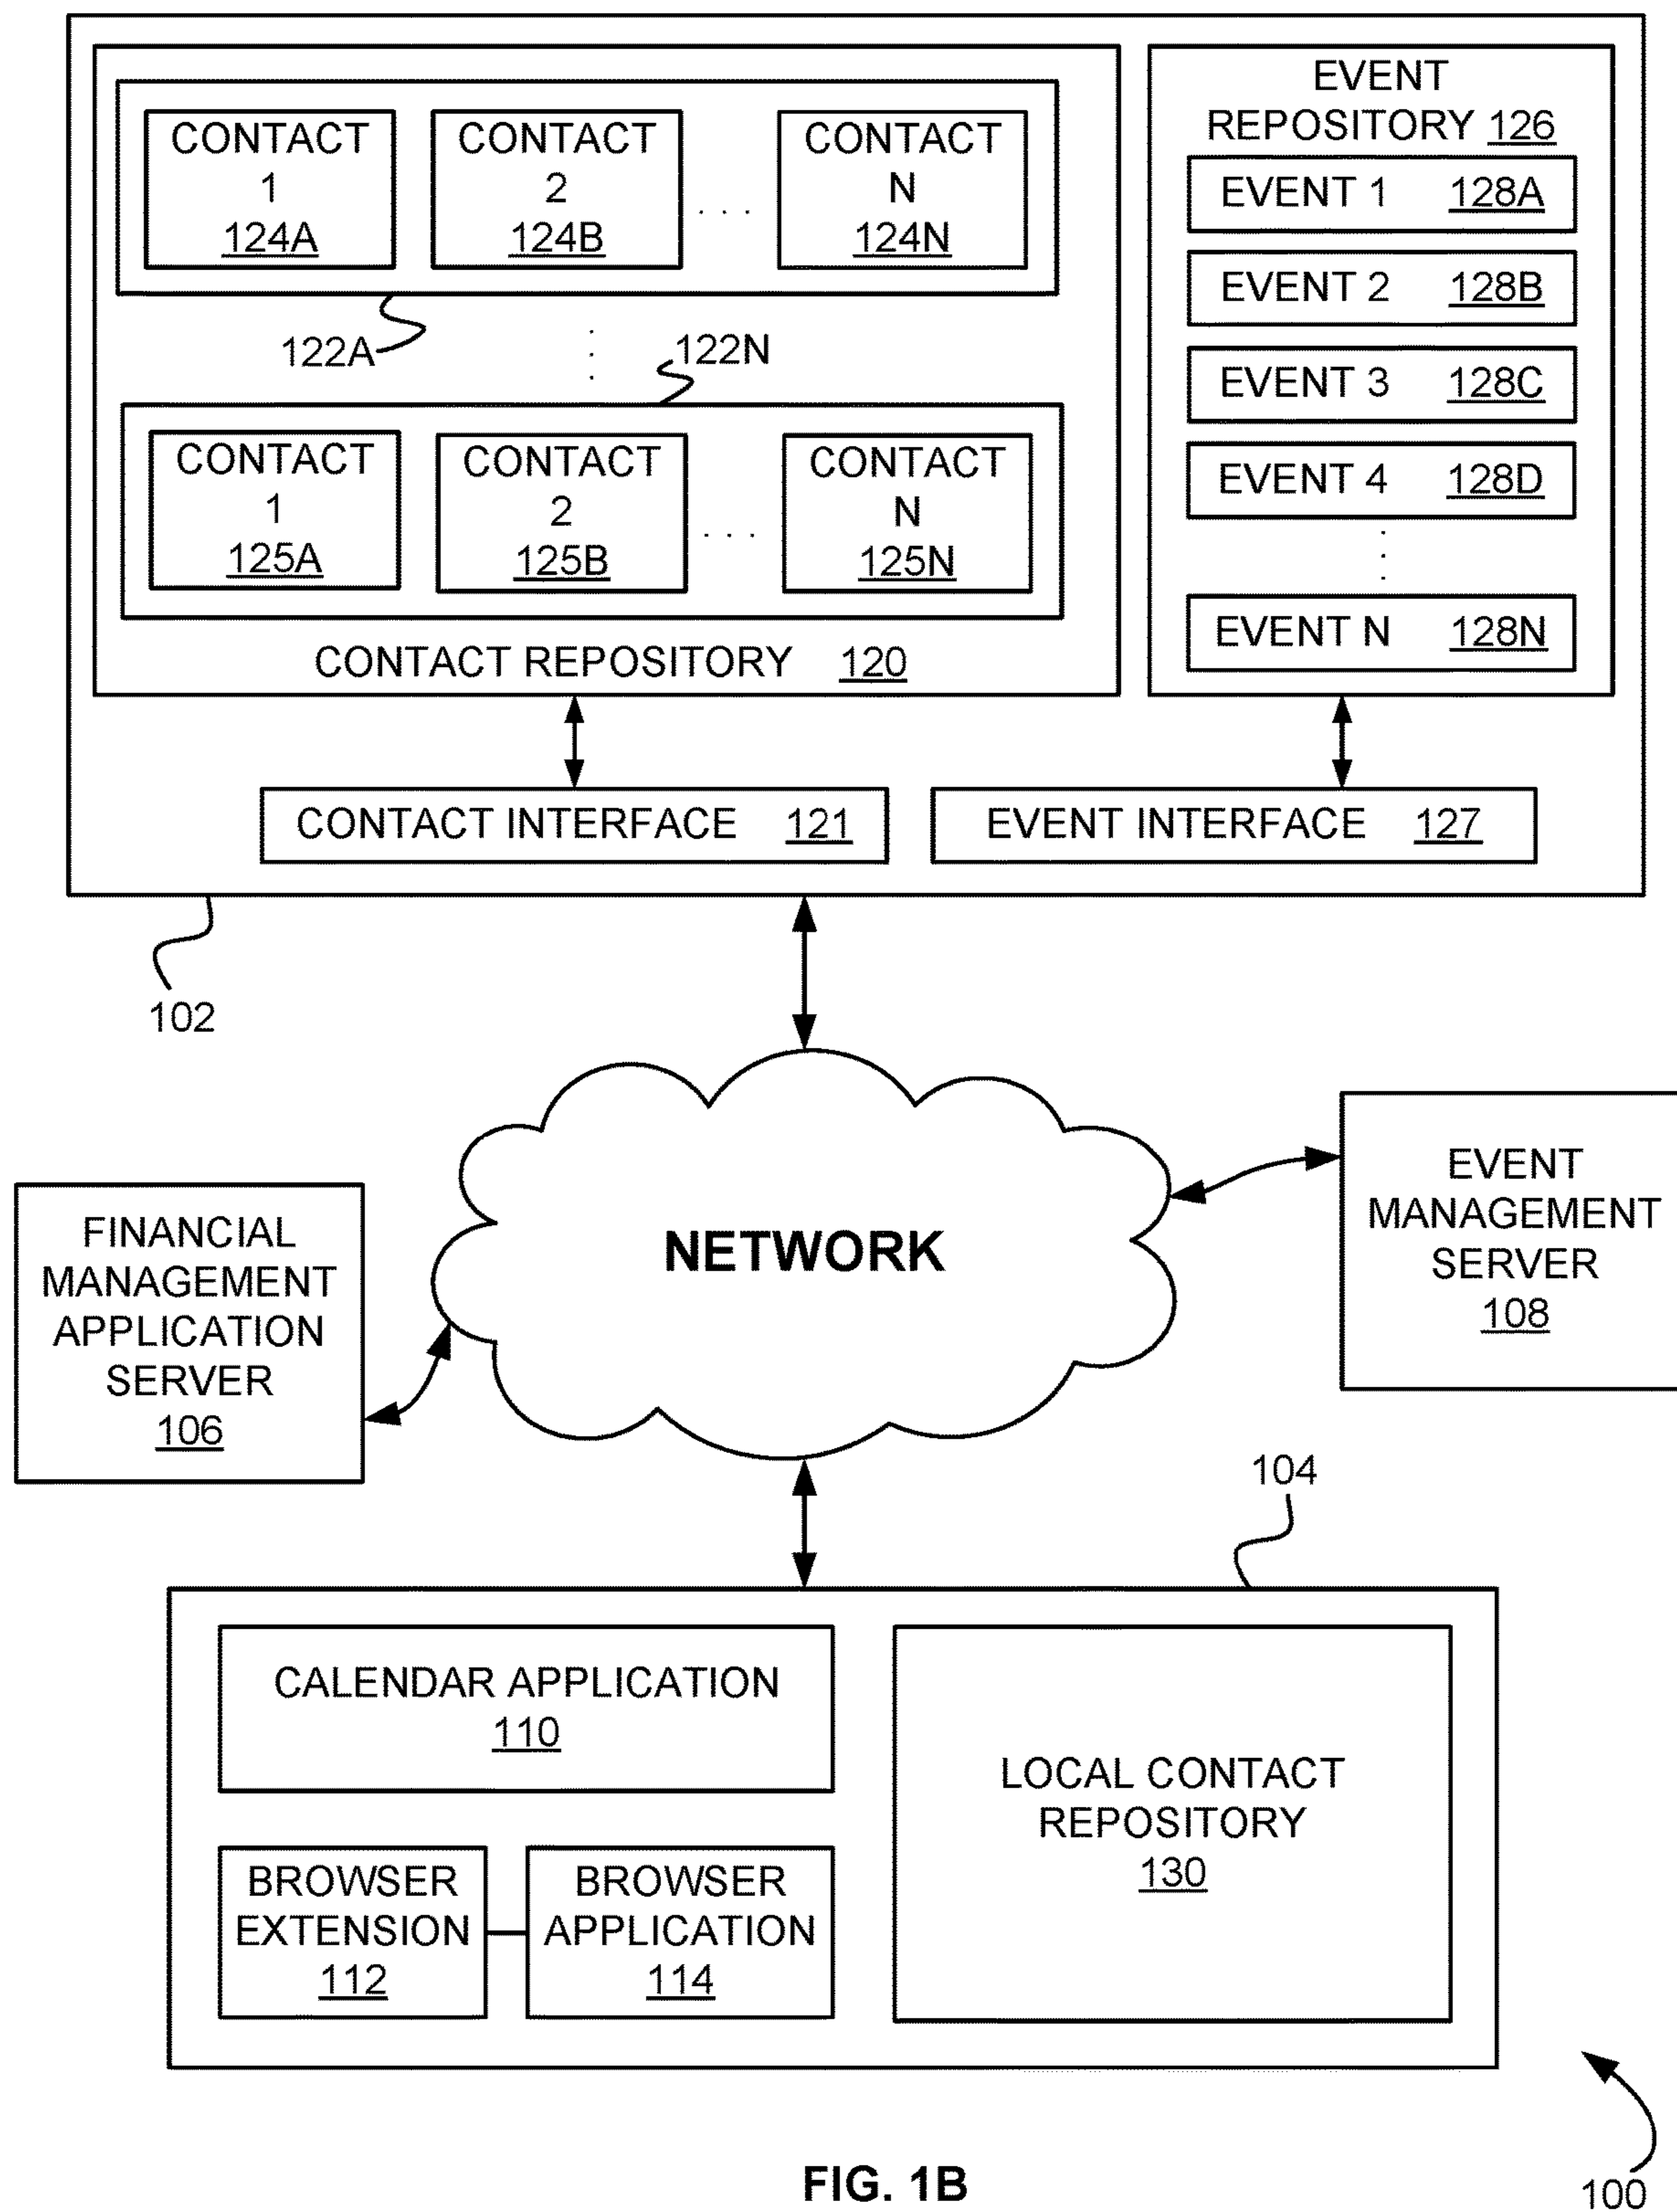 CONTACT
1
124A
CONTACT
2
124B
. . .
CONTACT
N
124N
122A
122N
CONTACT
1
125A
CONTACT
2
125B
. . .
CONTACT
N
125N
CONTACT REPOSITORY 120
EVENT
REPOSITORY 126
EVENT 1 128A
EVENT 2 128B
EVENT 3 128C
EVENT 4 128D
EVENT N 128N
CONTACT INTERFACE 121
EVENT INTERFACE 127
102
NETWORK
EVENT
MANAGEMENT
SERVER
108
FINANCIAL
MANAGEMENT
APPLICATION
SERVER
106
104
CALENDAR APPLICATION
110
BROWSER
EXTENSION
112
BROWSER
APPLICATION
114
LOCAL CONTACT
REPOSITORY
130
100
FIG. 1B